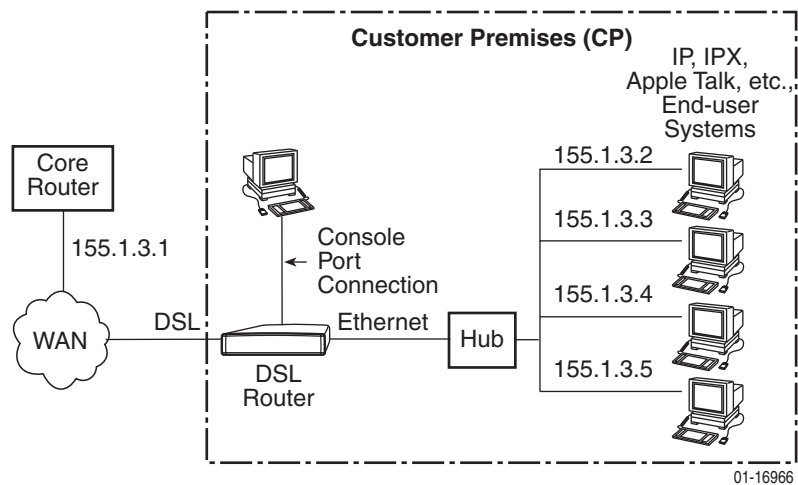 Customer Premises (CP)
IP, IPX,
Apple Talk, etc.,
End-user
Systems
Core
Router
155.1.3.1
WAN
DSL
DSL
Router
Console
Port
Connection
Ethernet
Hub
155.1.3.2
155.1.3.3
155.1.3.4
155.1.3.5
01-16966